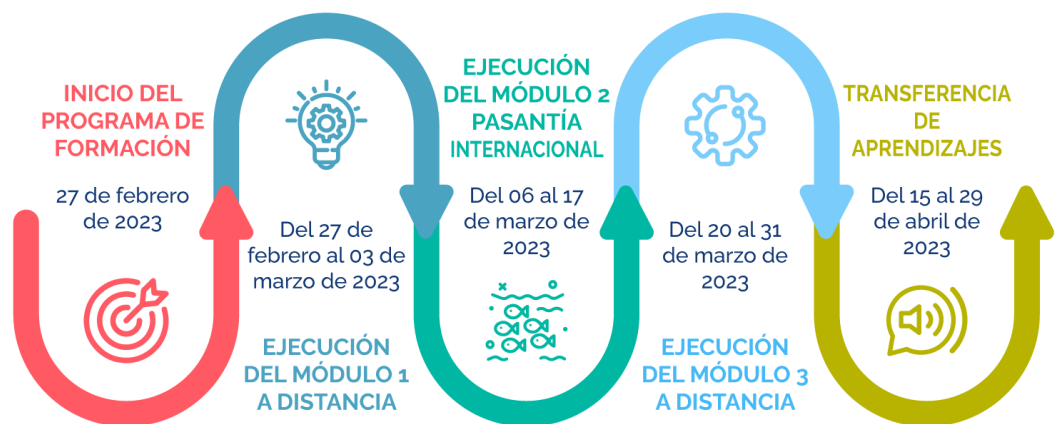 INICIO DEL
PROGRAMA DE
FORMACIÓN
27 de febrero
de 2023
Del 27 de
febrero al 03 de
marzo de 2023
EJECUCIÓN
DEL MÓDULO 1
A DISTANCIA
EJECUCIÓN
DEL MÓDULO 2
PASANTÍA
INTERNACIONAL
Del 06 al 17
de marzo de
2023
Del 20 al 31
de marzo de
2023
EJECUCIÓN
DEL MÓDULO 3
A DISTANCIA
TRANSFERENCIA
DE
APRENDIZAJES
Del 15 al 29
de abril de
2023